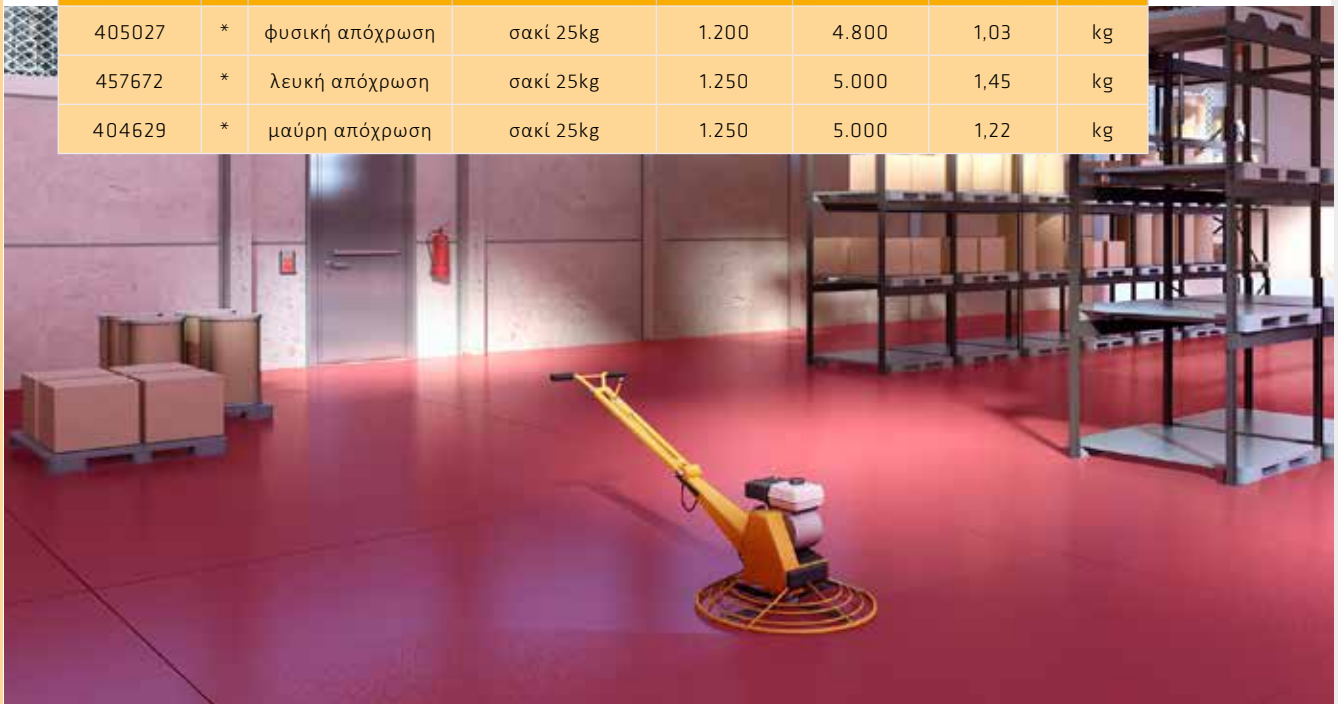 405027 * φυσική απόχρωση σακί 25kg 1.200 4.800 1,03 kg
457672 * λευκή απόχρωση σακί 25kg 1.250 5.000 1,45 kg
404629 * μαύρη απόχρωση σακί 25kg 1.250 5.000 1,22 kg